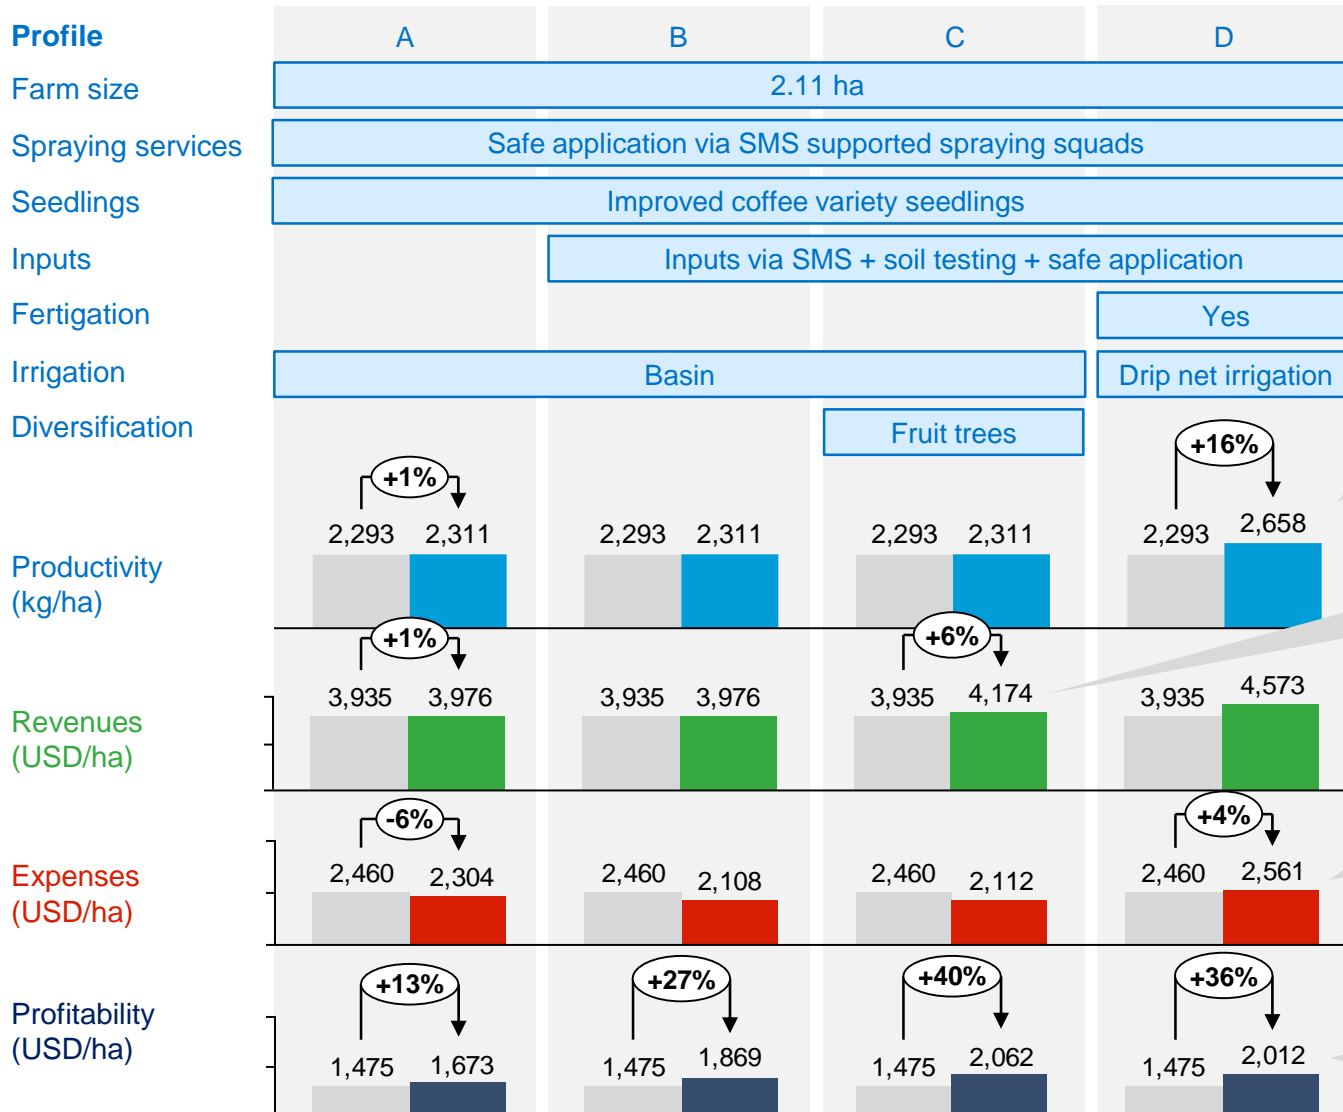 Profile A B C D
Farm size 2.11 ha
Spraying services Safe application via SMS supported spraying squads
Seedlings Improved coffee variety seedlings
Inputs Inputs via SMS + soil testing + safe application
Fertigation Yes
Irrigation Basin Drip net irrigation
Diversification Fruit trees
+1% +16%
2,293 2,311 2,293 2,311 2,293 2,311 2,293 2,658
Productivity
(kg/ha)
+1% +6%
3,935 3,976 3,935 3,976 3,935 4,174 3,935 4,573
Revenues
(USD/ha)
-6% +4%
2,460 2,304 2,460 2,108 2,460 2,112 2,460 2,561
Expenses
(USD/ha)
+13% +27% +40% +36%
Profitability
(USD/ha)
1,475 1,673 1,475 1,869 1,475 2,062 1,475 2,012